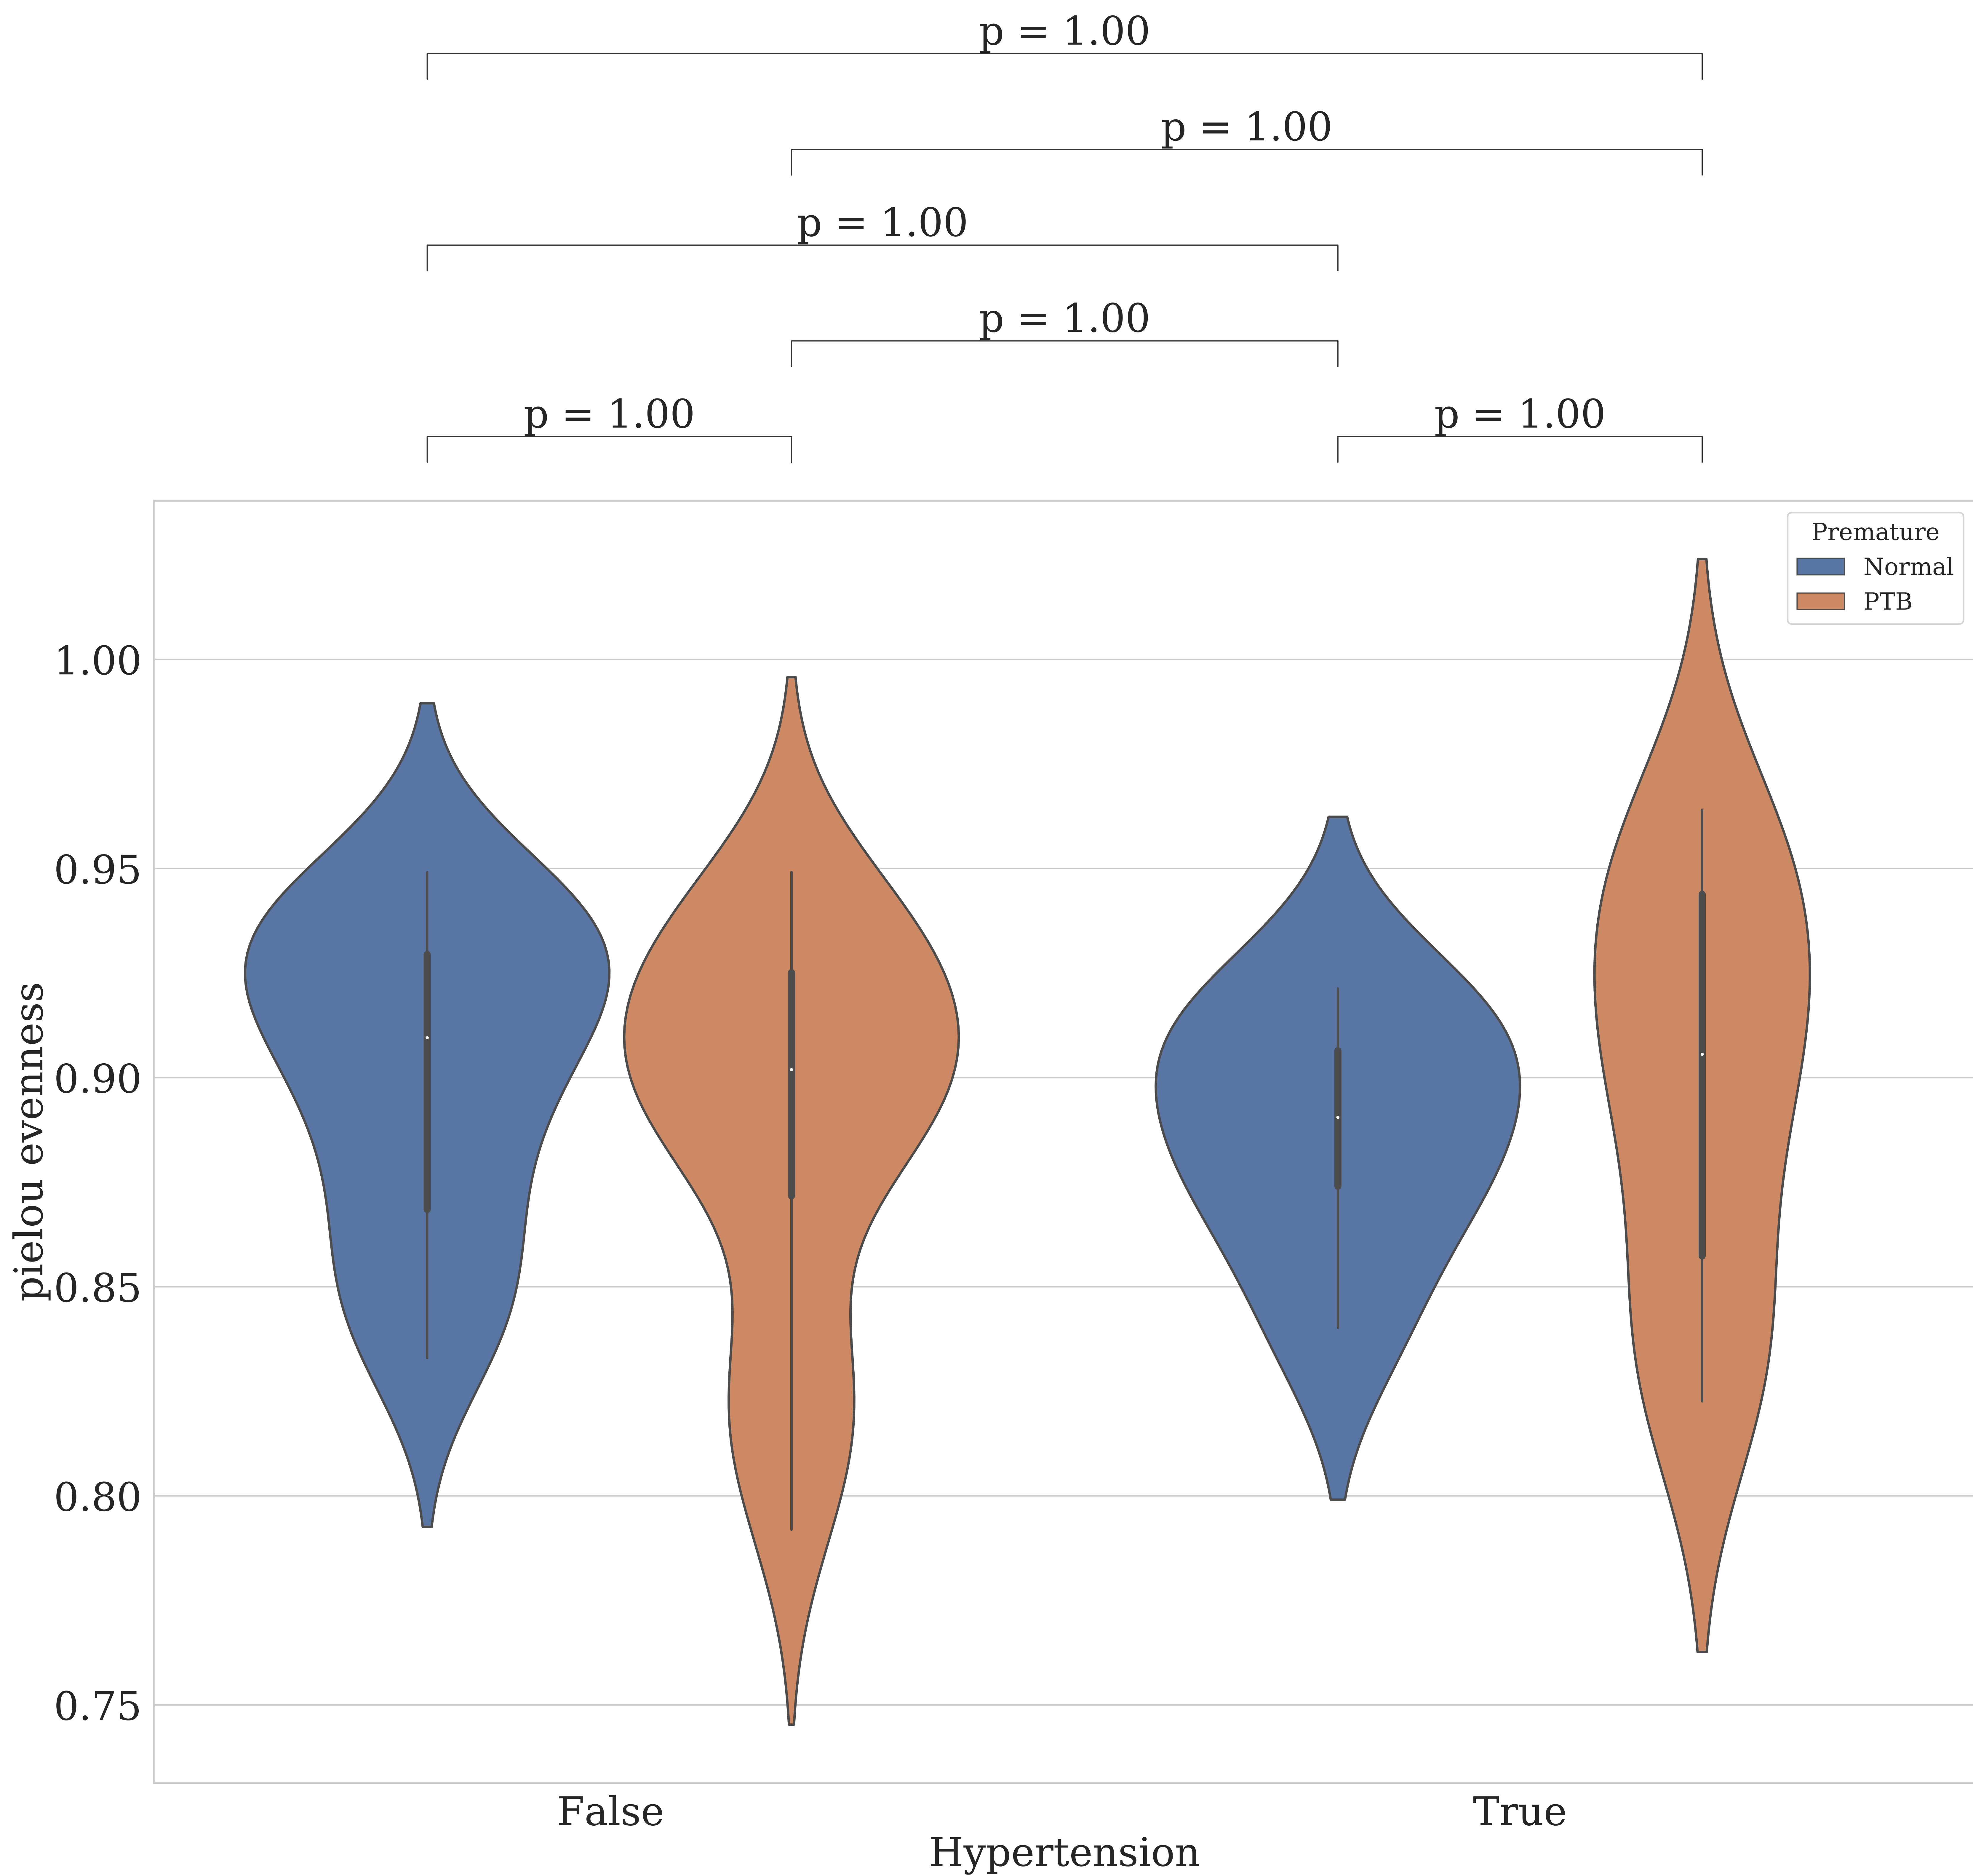 p = 1.00
p = 1.00
p = 1.00
p = 1.00
p = 1.00
p = 1.00
Premature
Normal
PTB
pielou evenness
1.00
0.95
0.90
0.85
0.80
0.75
False
True
Hypertension